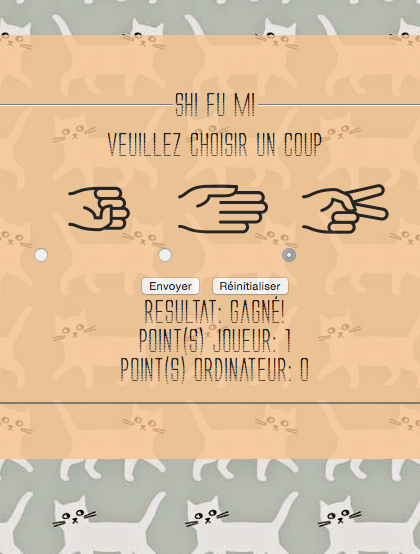 SHI FU MI
VEUILLEZ CHOISIR UN COUP
Envoyer Réinitialiser
RESULTAT: GAGNÉ!
POINT(S) JOUEUR: 1
POINT(S) ORDINATEUR: 0